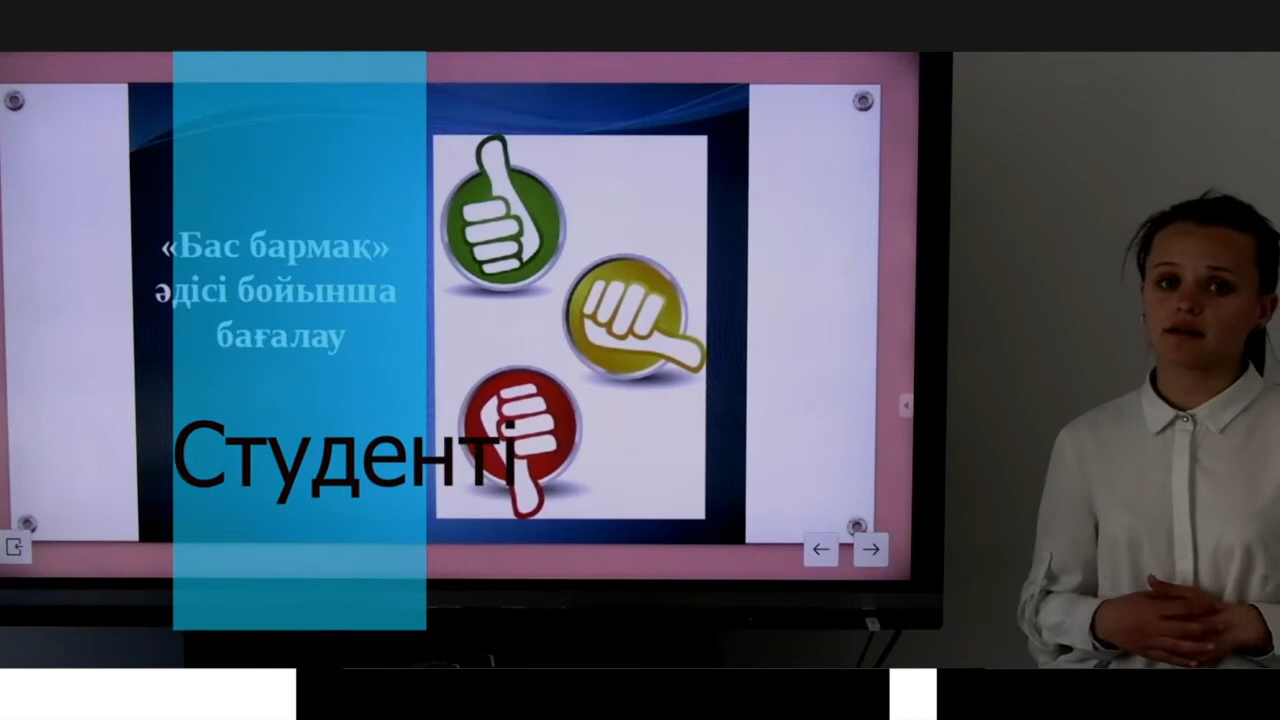 «Бас бармақ»
әдісі бойынша
бағалау
Студенті